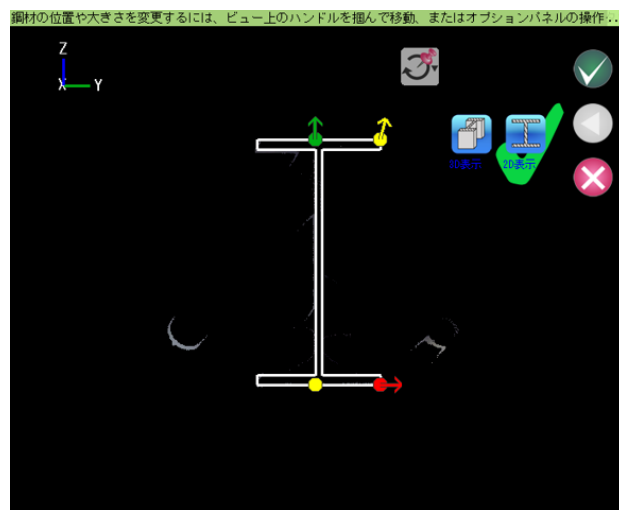 鋼材の位置や大きさを変更するには、ビュー上のハンドルを掴んで移動、またはオプションパネルの操作..
Z
X
Y
3D表示
2D表示